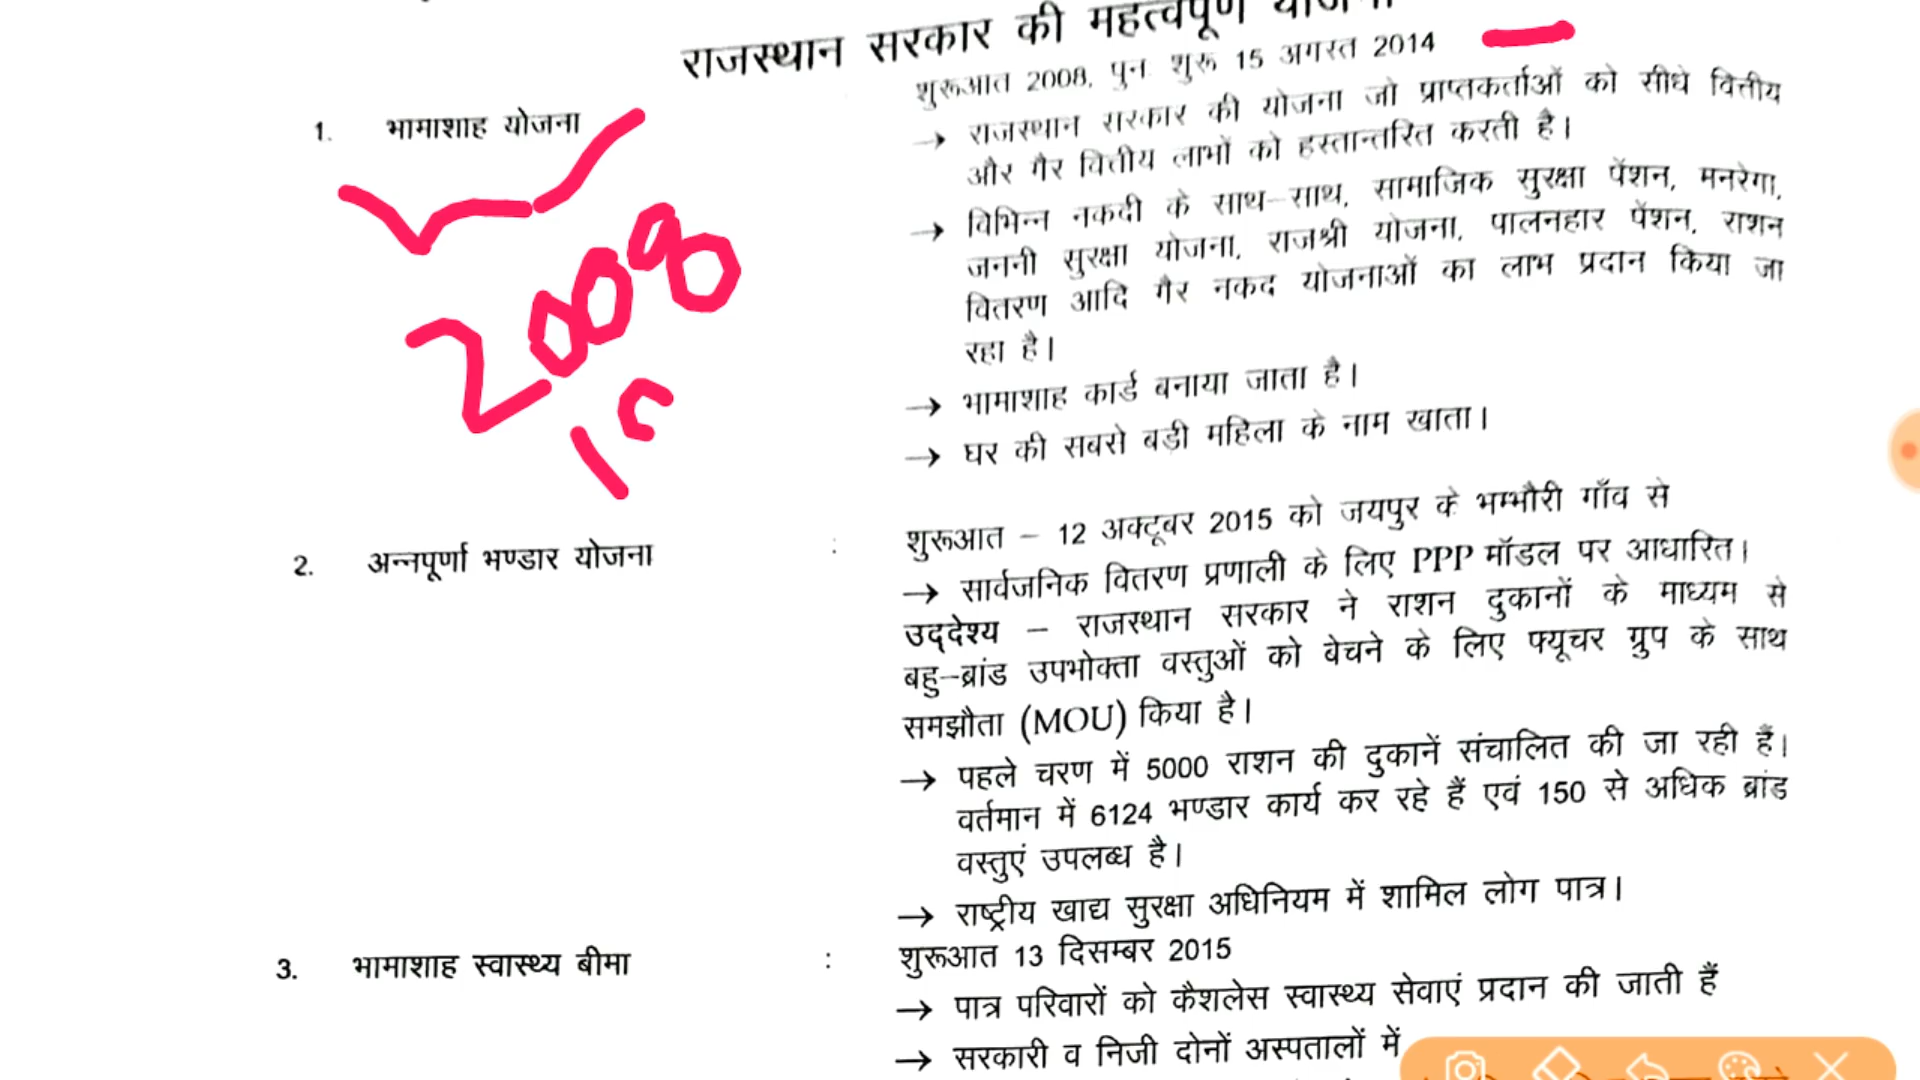 राजस्थान सरकार की महत्वपूर्ण योजना
1. भामाशाह योजना
शुरूआत 2008, पुन: शुरू 15 अगस्त 2014
→ राजस्थान सरकार की योजना जो प्राप्तकर्ताओं को सीधे वित्तीय
और गैर वित्तीय लाभों को हस्तान्तरित करती है।
→ विभिन्न नकदी के साथ-साथ, सामाजिक सुरक्षा पेंशन, मनरेगा,
जननी सुरक्षा योजना, राजश्री योजना, पालनहार पेंशन, राशन
वितरण आदि गैर नकद योजनाओं का लाभ प्रदान किया जा
रहा है।
→ भामाशाह कार्ड बनाया जाता है।
→ घर की सबसे बड़ी महिला के नाम खाता।
2008
2. अन्नपूर्णा भण्डार योजना :
शुरूआत – 12 अक्टूबर 2015 को जयपुर के भम्भौरी गाँव से
→ सार्वजनिक वितरण प्रणाली के लिए PPP मॉडल पर आधारित।
उद्देश्य – राजस्थान सरकार ने राशन दुकानों के माध्यम से
बहु-ब्रांड उपभोक्ता वस्तुओं को बेचने के लिए फ्यूचर ग्रुप के साथ
समझौता (MOU) किया है।
→ पहले चरण में 5000 राशन की दुकानें संचालित की जा रही हैं।
वर्तमान में 6124 भण्डार कार्य कर रहे हैं एवं 150 से अधिक ब्रांड
वस्तुएं उपलब्ध है।
→ राष्ट्रीय खाद्य सुरक्षा अधिनियम में शामिल लोग पात्र।
3. भामाशाह स्वास्थ्य बीमा :
शुरूआत 13 दिसम्बर 2015
→ पात्र परिवारों को कैशलेस स्वास्थ्य सेवाएं प्रदान की जाती हैं
→ सरकारी व निजी दोनों अस्पतालों में